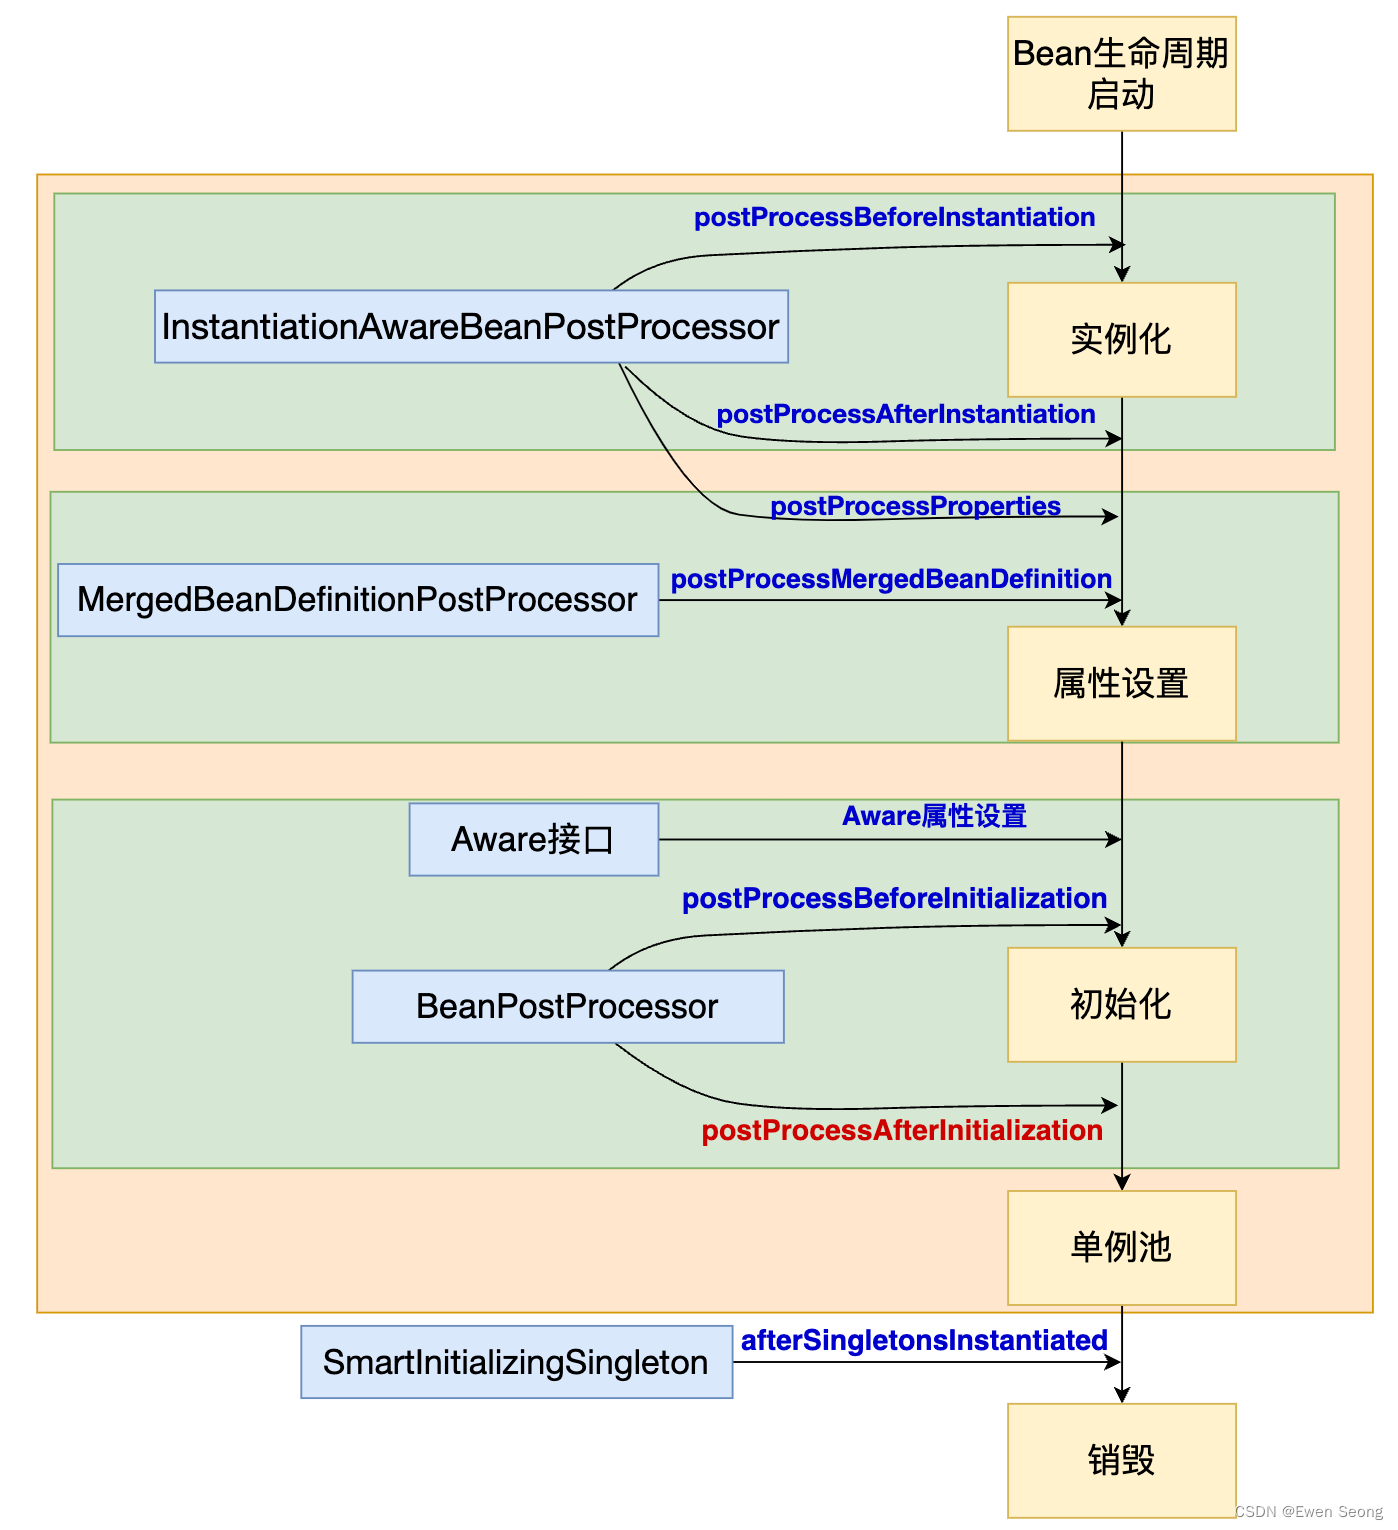 Bean生命周期
启动
postProcessBeforeInstantiation
InstantiationAwareBeanPostProcessor
实例化
postProcessAfterInstantiation
postProcessProperties
postProcessMergedBeanDefinition
MergedBeanDefinitionPostProcessor
属性设置
Aware属性设置
Aware接口
postProcessBeforeInitialization
BeanPostProcessor
初始化
postProcessAfterInitialization
单例池
afterSingletonsInstantiated
SmartInitializingSingleton
销毁
CSDN @Ewen Seong